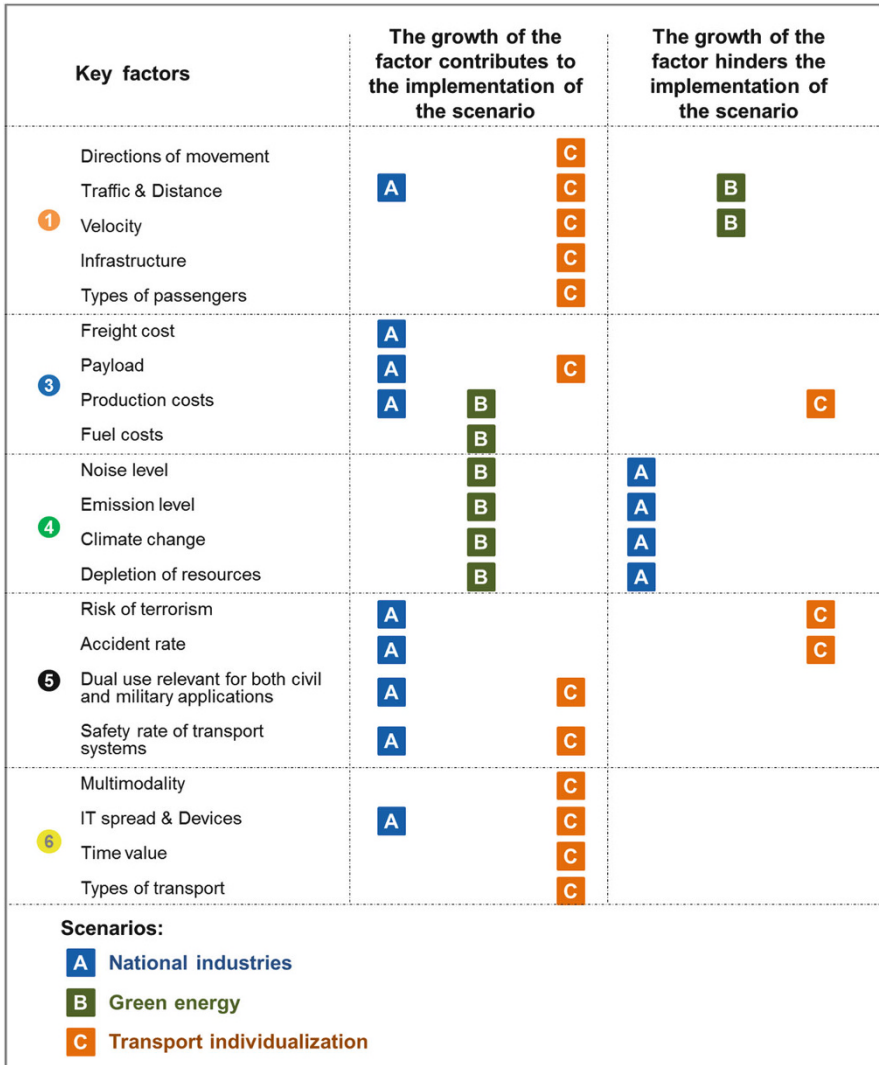 Key factors
The growth of the
factor contributes to
the implementation of
the scenario
The growth of the
factor hinders the
implementation of
the scenario
1
Directions of movement C
Traffic & Distance A C B
Velocity C B
Infrastructure C
Types of passengers C
3
Freight cost A
Payload A C
Production costs A B C
Fuel costs B
4
Noise level B A
Emission level B A
Climate change B A
Depletion of resources B A
5
Risk of terrorism A C
Accident rate A C
Dual use relevant for both civil
and military applications A C
Safety rate of transport
systems A C
6
Multimodality C
IT spread & Devices A C
Time value C
Types of transport C
Scenarios:
A National industries
B Green energy
C Transport individualization